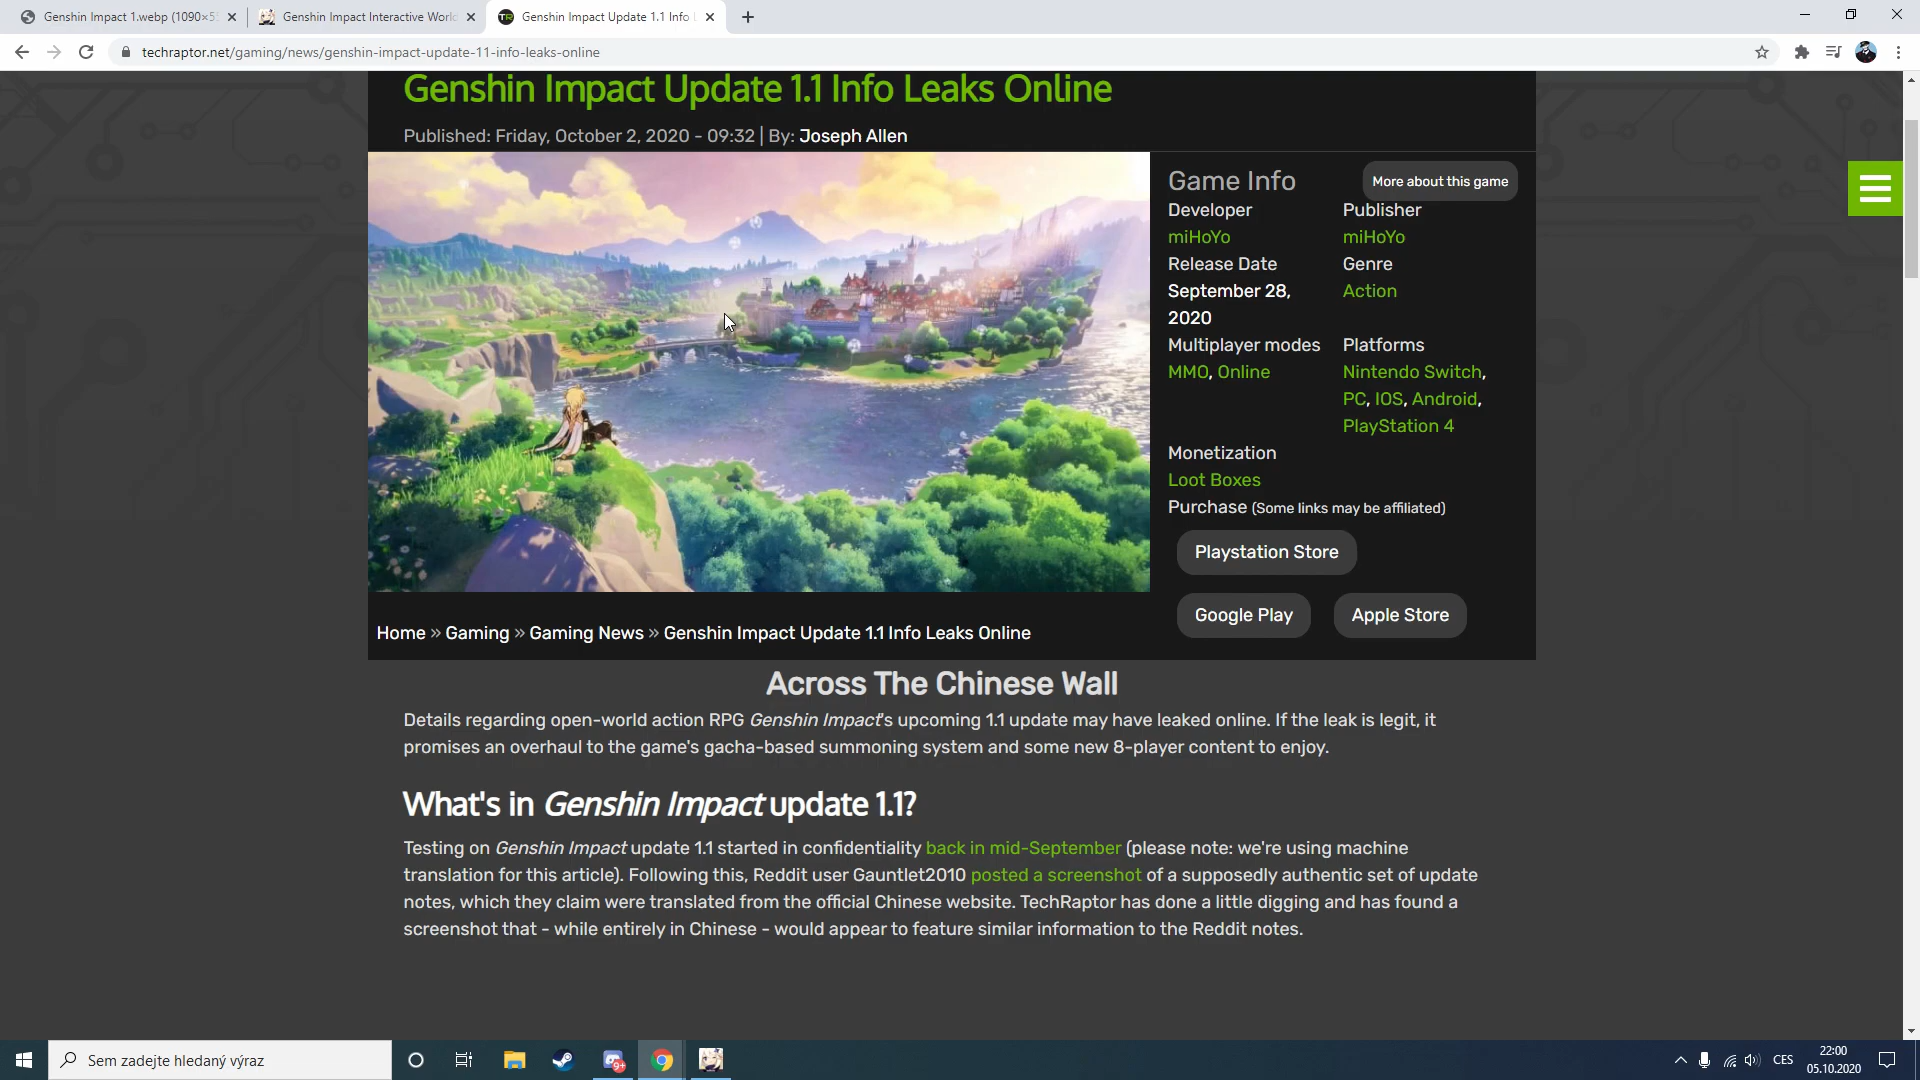 Genshin Impact 1.webp (1090×5
Genshin Impact Interactive Worl
Genshin Impact Update 1.1 Info L
techraptor.net/gaming/news/genshin-impact-update-11-info-leaks-online
Genshin Impact Update 1.1 Info Leaks Online
Published: Friday, October 2, 2020 - 09:32 | By: Joseph Allen
Game Info
More about this game
Developer
Publisher
miHoYo
miHoYo
Release Date
Genre
September 28,
2020
Action
Multiplayer modes
Platforms
MMO, Online
Nintendo Switch,
PC, IOS, Android,
PlayStation 4
Monetization
Loot Boxes
Purchase (Some links may be affiliated)
Playstation Store
Google Play
Apple Store
Home » Gaming » Gaming News » Genshin Impact Update 1.1 Info Leaks Online
Across The Chinese Wall
Details regarding open-world action RPG Genshin Impact's upcoming 1.1 update may have leaked online. If the leak is legit, it
promises an overhaul to the game's gacha-based summoning system and some new 8-player content to enjoy.
What's in Genshin Impact update 1.1?
Testing on Genshin Impact update 1.1 started in confidentiality back in mid-September (please note: we're using machine
translation for this article). Following this, Reddit user Gauntlet2010 posted a screenshot of a supposedly authentic set of update
notes, which they claim were translated from the official Chinese website. TechRaptor has done a little digging and has found a
screenshot that - while entirely in Chinese - would appear to feature similar information to the Reddit notes.
Sem zadejte hledaný výraz
9+
CES
22:00
05.10.2020